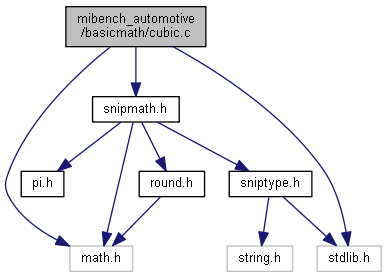 mibench_automotive
/basicmath/cubic.c
snipmath.h
pi.h
round.h
sniptype.h
math.h
string.h
stdlib.h